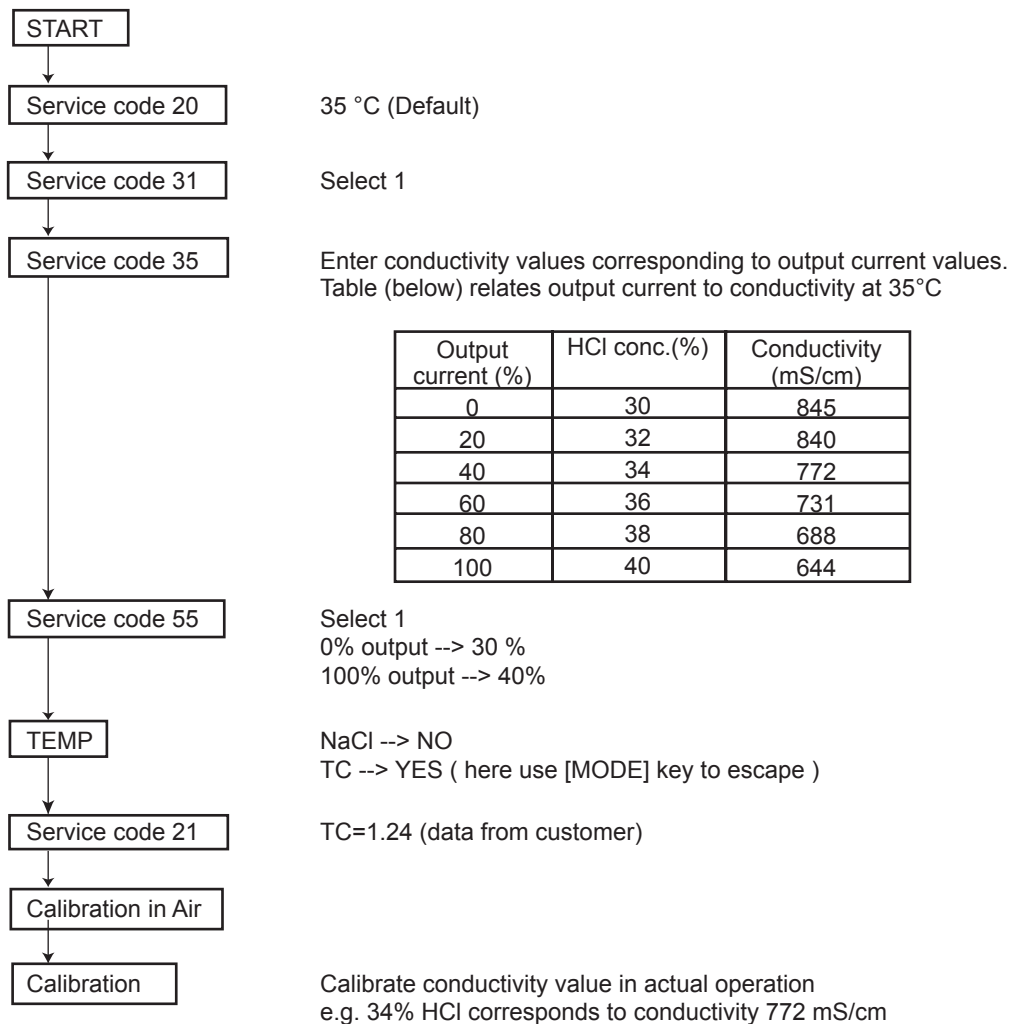 START
Service code 20
35 °C (Default)
Service code 31
Select 1
Service code 35
Enter conductivity values corresponding to output current values.
Table (below) relates output current to conductivity at 35°C
Output current (%) HCl conc.(%) Conductivity (mS/cm)
0 30 845
20 32 840
40 34 772
60 36 731
80 38 688
100 40 644
Service code 55
Select 1
0% output --> 30 %
100% output --> 40%
TEMP
NaCl --> NO
TC --> YES ( here use [MODE] key to escape )
Service code 21
TC=1.24 (data from customer)
Calibration in Air
Calibration
Calibrate conductivity value in actual operation
e.g. 34% HCl corresponds to conductivity 772 mS/cm